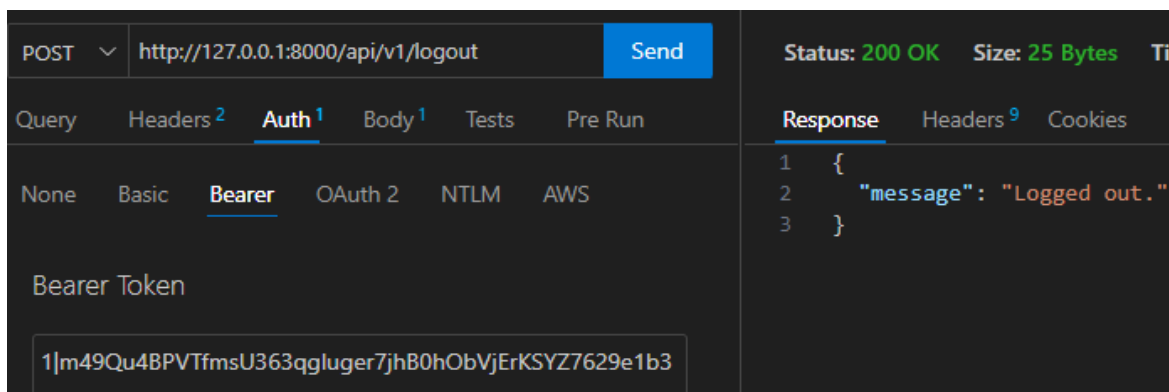 POST http://127.0.0.1:8000/api/v1/logout Send
Status: 200 OK Size: 25 Bytes Ti
Query Headers 2 Auth 1 Body 1 Tests Pre Run
Response Headers 9 Cookies
None Basic Bearer OAuth 2 NTLM AWS
1 {
2 "message": "Logged out."
3 }
Bearer Token
1|m49Qu4BPVTfmsU363qgluger7jhB0hObVjErKSYZ7629e1b3